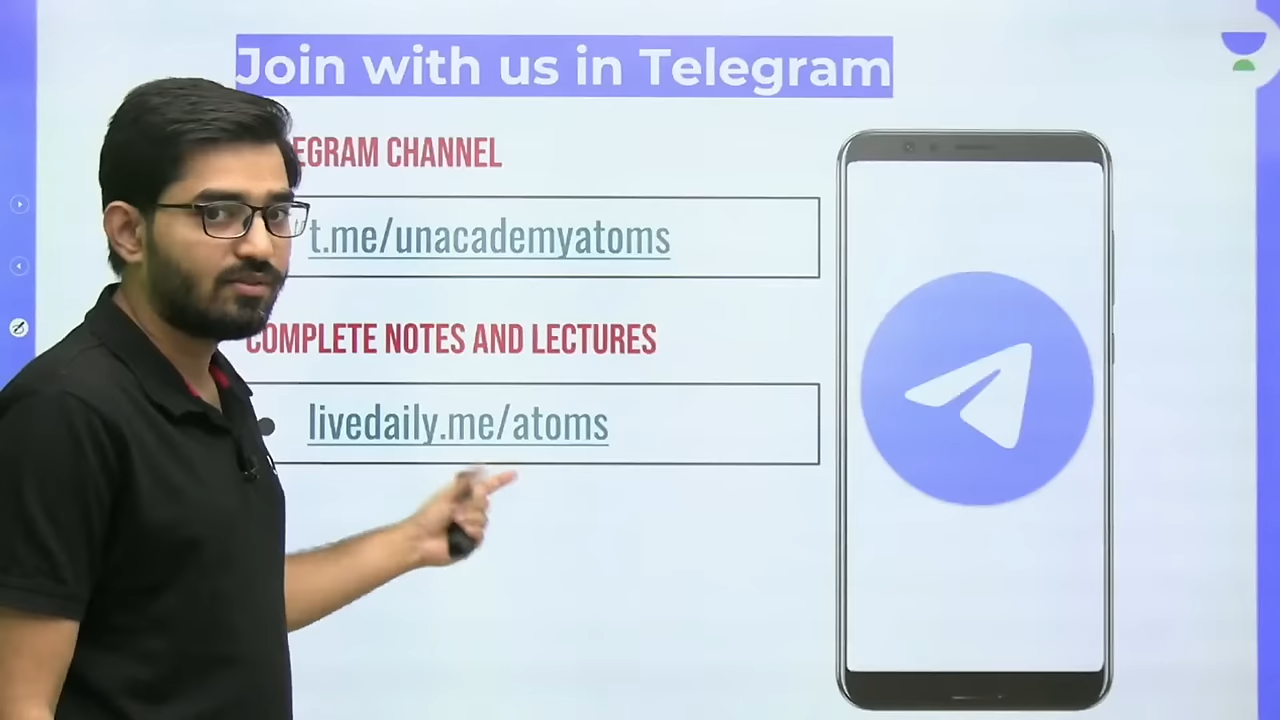 Join with us in Telegram
EGRAM CHANNEL
t.me/unacademyatoms
COMPLETE NOTES AND LECTURES
livedaily.me/atoms